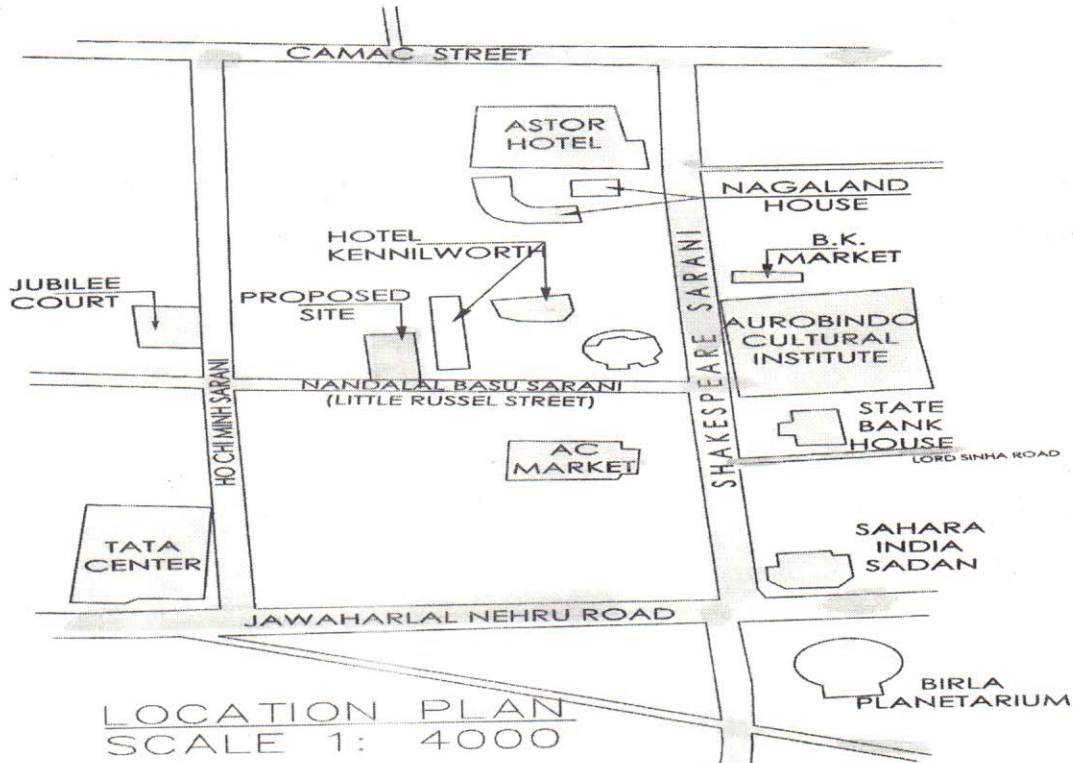 CAMAC STREET
ASTOR
HOTEL
NAGALAND
HOUSE
HOTEL
KENNILWORTH
B.K.
MARKET
JUBILEE
COURT
PROPOSED
SITE
SHAKESPEARE SARANI
AUROBINDO
CULTURAL
INSTITUTE
HO CHI MINH SARANI
NANDALAL BASU SARANI
(LITTLE RUSSEL STREET)
STATE
BANK
HOUSE
AC
MARKET
LORD SINHA ROAD
TATA
CENTER
SAHARA
INDIA
SADAN
JAWAHARLAL NEHRU ROAD
BIRLA
PLANETARIUM
LOCATION PLAN
SCALE 1: 4000